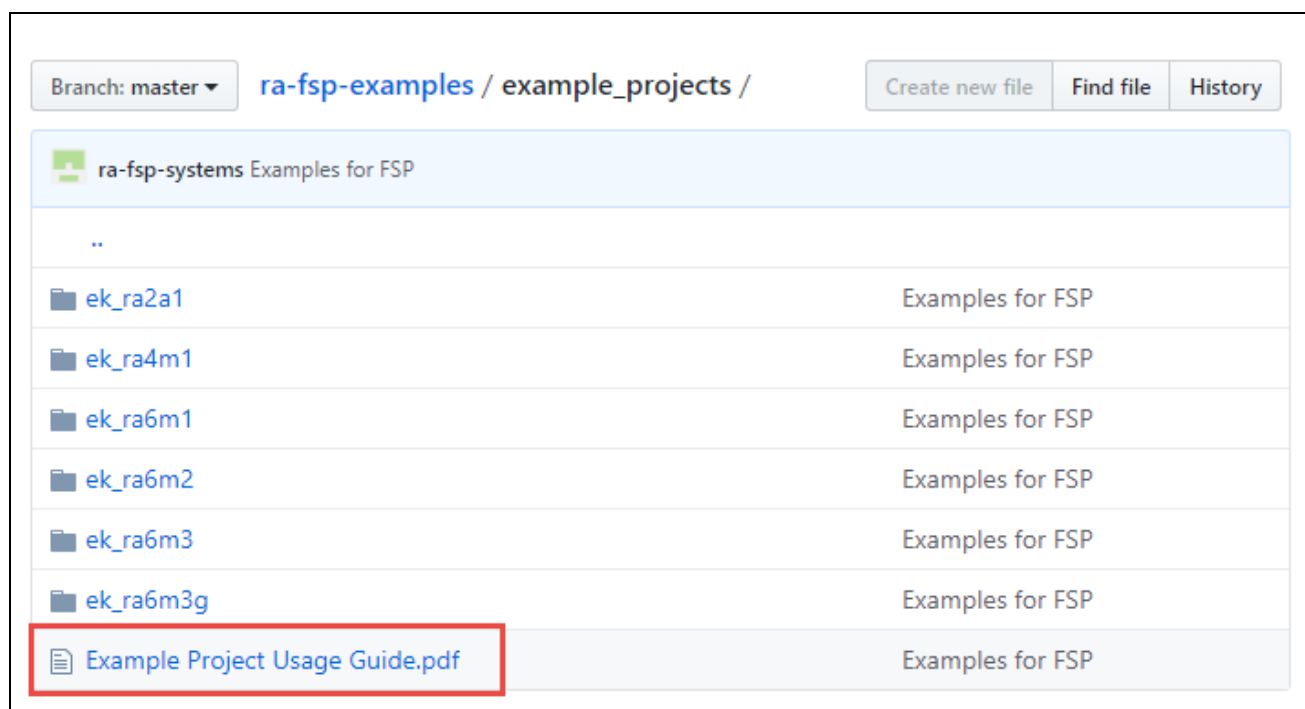 Branch: master ra-fsp-examples / example_projects / Create new file Find file History
ra-fsp-systems Examples for FSP
..
ek_ra2a1 Examples for FSP
ek_ra4m1 Examples for FSP
ek_ra6m1 Examples for FSP
ek_ra6m2 Examples for FSP
ek_ra6m3 Examples for FSP
ek_ra6m3g Examples for FSP
Example Project Usage Guide.pdf Examples for FSP